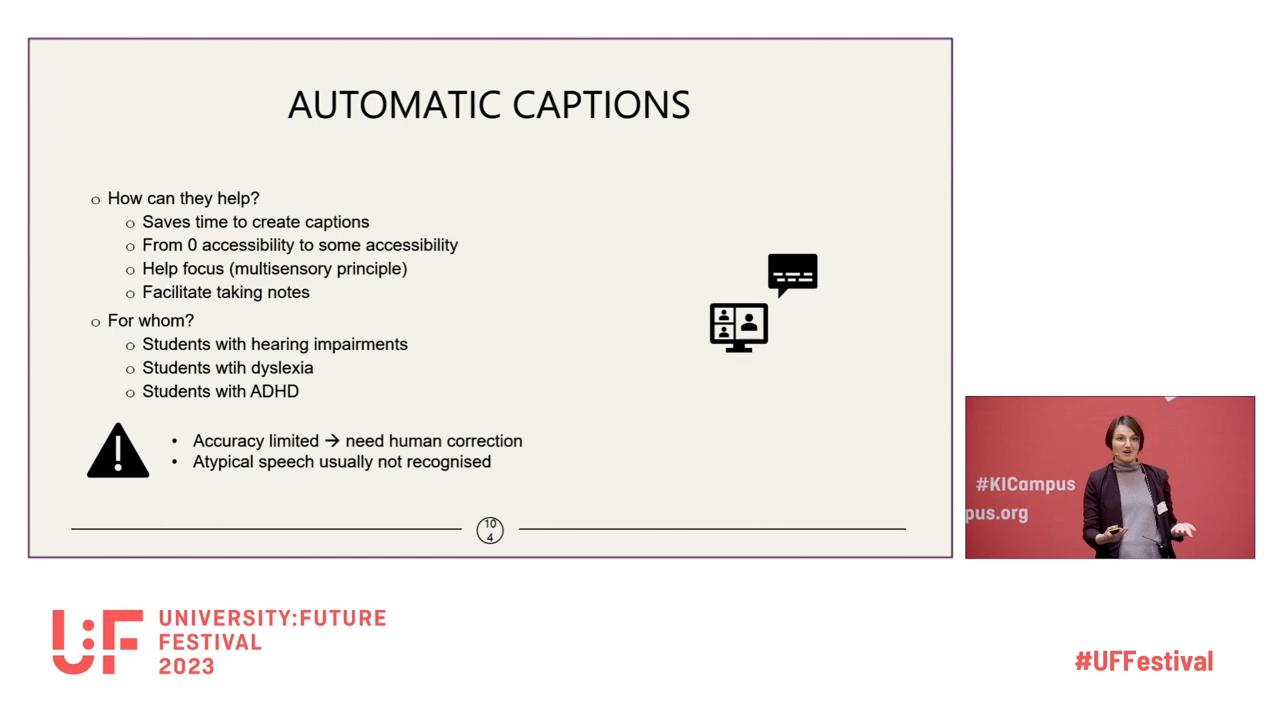 AUTOMATIC CAPTIONS
o How can they help?
o Saves time to create captions
o From 0 accessibility to some accessibility
o Help focus (multisensory principle)
o Facilitate taking notes
o For whom?
o Students with hearing impairments
o Students wtih dyslexia
o Students with ADHD
• Accuracy limited → need human correction
• Atypical speech usually not recognised
10
4
#KICampus
pus.org
U:F UNIVERSITY:FUTURE
FESTIVAL
2023
#UFFestival